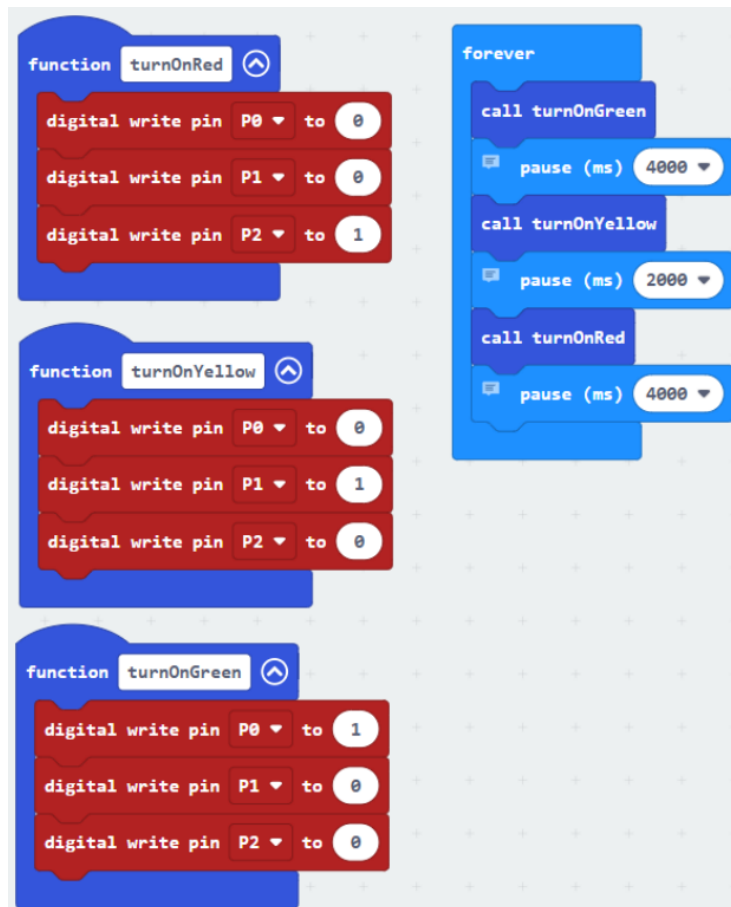 function turnOnRed
digital write pin P0 to 0
digital write pin P1 to 0
digital write pin P2 to 1
function turnOnYellow
digital write pin P0 to 0
digital write pin P1 to 1
digital write pin P2 to 0
function turnOnGreen
digital write pin P0 to 1
digital write pin P1 to 0
digital write pin P2 to 0
forever
call turnOnGreen
pause (ms) 4000
call turnOnYellow
pause (ms) 2000
call turnOnRed
pause (ms) 4000